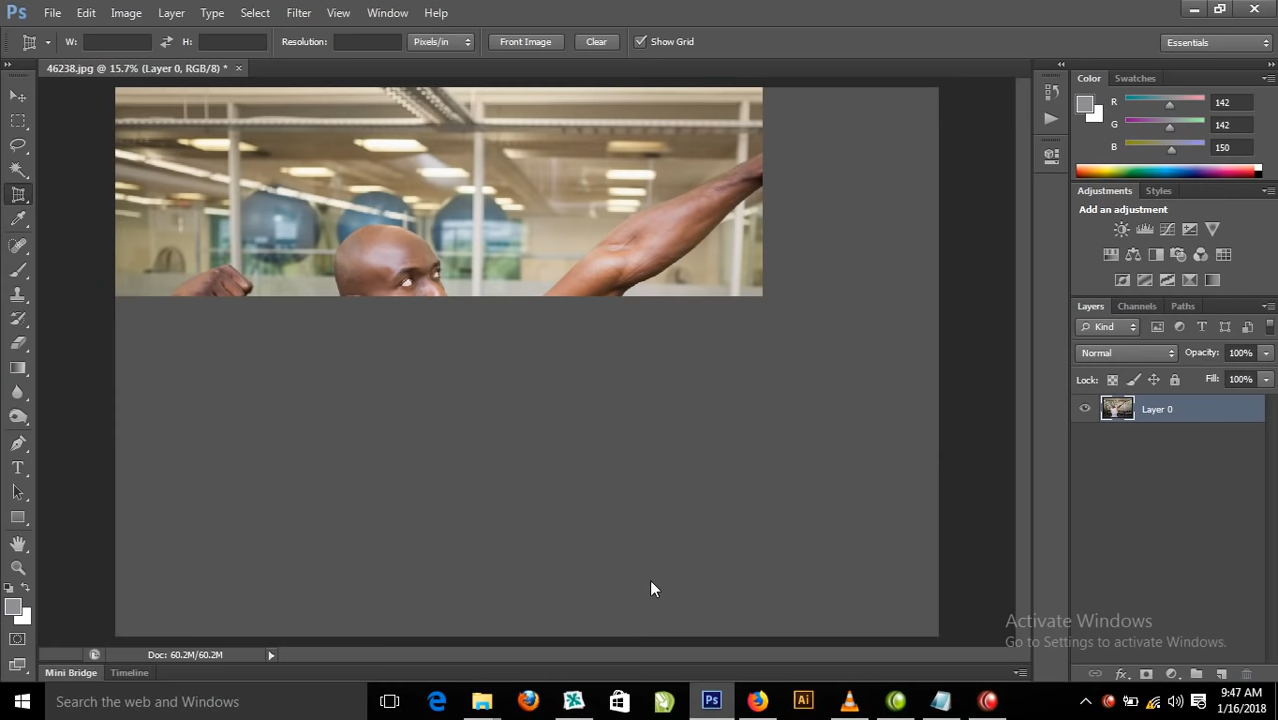 Ps File Edit Image Layer Type Select Filter View Window Help
W: H: Resolution: Pixels/in Front Image Clear Show Grid Essentials
46238.jpg @ 15.7% (Layer 0, RGB/8) * ×
Color Swatches
R 142
G 142
B 150
Adjustments Styles
Add an adjustment
Layers Channels Paths
Kind
Normal Opacity: 100%
Lock: Fill: 100%
Layer 0
Activate Windows
Go to Settings to activate Windows.
Doc: 60.2M/60.2M
Mini Bridge Timeline
Search the web and Windows
Ps Ai
9:47 AM
1/16/2018